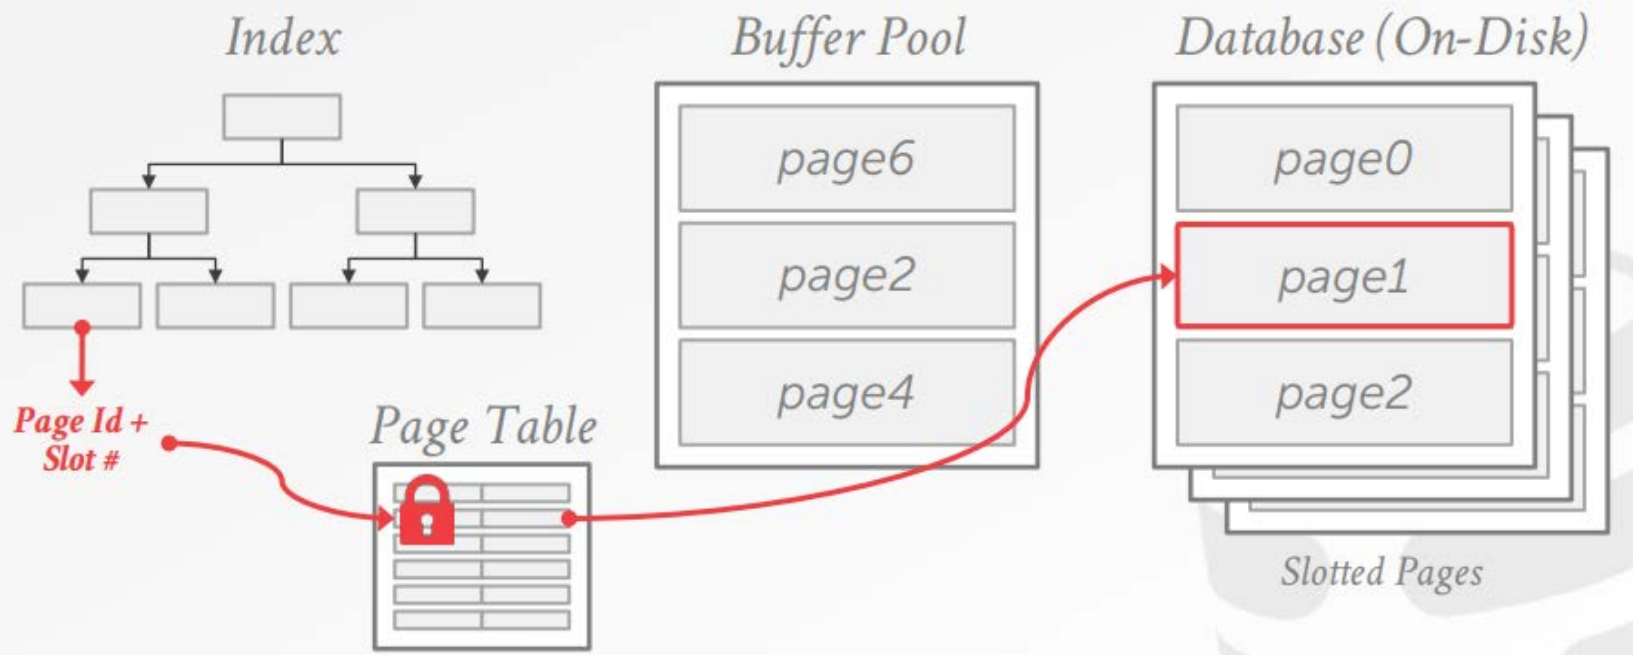 Index
Buffer Pool
Database (On-Disk)
page6
page2
page4
page0
page1
page2
Page Id +
Slot #
Page Table
Slotted Pages